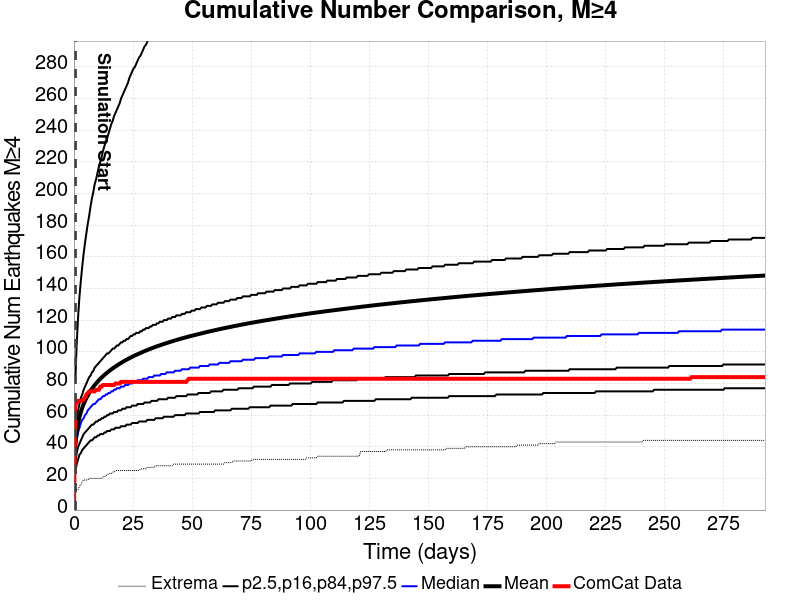 Cumulative Number Comparison, M≥4
Cumulative Num Earthquakes M≥4
280
260
240
220
200
180
160
140
120
100
80
60
40
20
0
Simulation Start
0 25 50 75 100 125 150 175 200 225 250 275
Time (days)
Extrema p2.5,p16,p84,p97.5 Median Mean ComCat Data